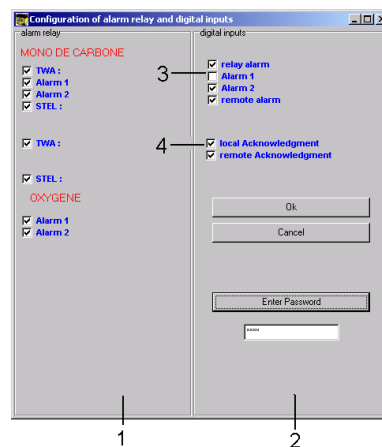 Configuration of alarm relay and digital inputs
alarm relay
MONO DE CARBONE
TWA :
Alarm 1
Alarm 2
STEL :
TWA :
STEL :
OXYGENE
Alarm 1
Alarm 2
digital inputs
relay alarm
3
Alarm 1
Alarm 2
remote alarm
4
local Acknowledgment
remote Acknowledgment
Ok
Cancel
Enter Password
****
1
2